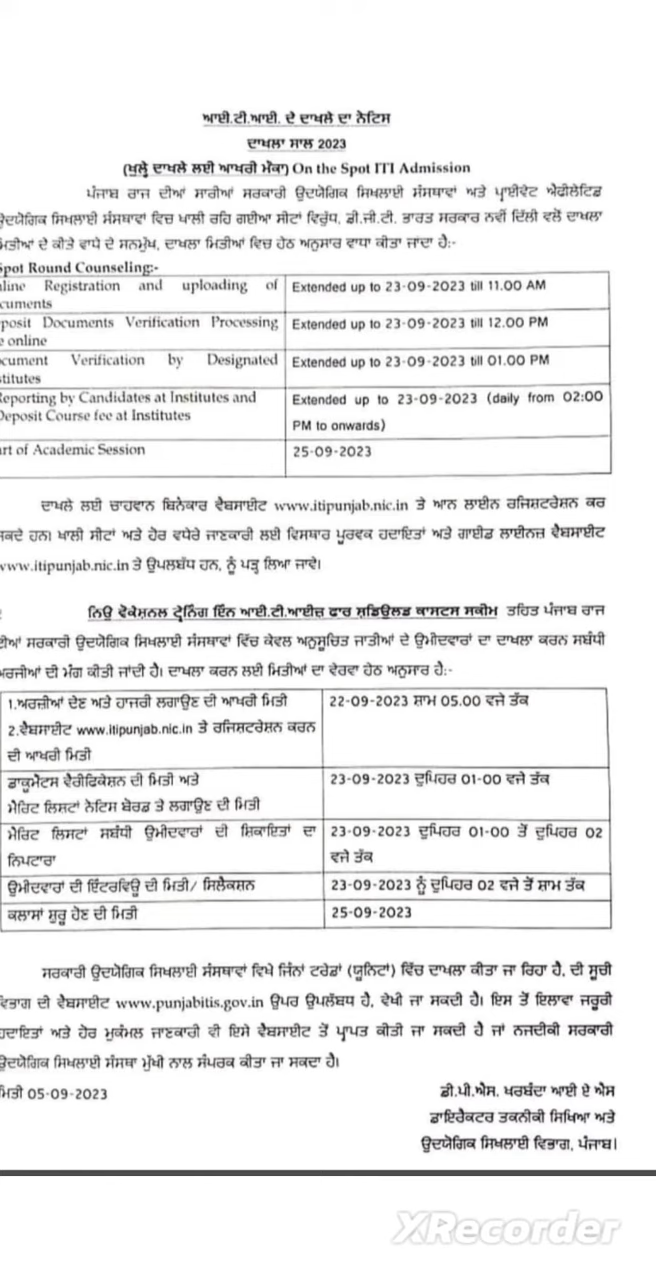 ਆਈ.ਟੀ.ਆਈ. ਦੇ ਦਾਖਲੇ ਦਾ ਨੋਟਿਸ
ਦਾਖਲਾ ਸਾਲ 2023
(ਖੁਲ੍ਹੇ ਦਾਖਲੇ ਲਈ ਆਖਰੀ ਮੌਕਾ) On the Spot ITI Admission
ਪੰਜਾਬ ਰਾਜ ਦੀਆਂ ਸਾਰੀਆਂ ਸਰਕਾਰੀ ਉਦਯੋਗਿਕ ਸਿਖਲਾਈ ਸੰਸਥਾਵਾਂ ਅਤੇ ਪ੍ਰਾਈਵੇਟ ਐਫੀਲੇਟਿਡ
ਉਦਯੋਗਿਕ ਸਿਖਲਾਈ ਸੰਸਥਾਵਾਂ ਵਿਚ ਖਾਲੀ ਰਹਿ ਗਈਆ ਸੀਟਾਂ ਵਿਰੁੱਧ, ਡੀ.ਜੀ.ਟੀ. ਭਾਰਤ ਸਰਕਾਰ ਨਵੀਂ ਦਿੱਲੀ ਵਲੋਂ ਦਾਖਲਾ
ਮਿਤੀਆਂ ਦੇ ਕੀਤੇ ਵਾਧੇ ਦੇ ਸਨਮੁੱਖ, ਦਾਖਲਾ ਮਿਤੀਆਂ ਵਿਚ ਹੇਠ ਅਨੁਸਾਰ ਵਾਧਾ ਕੀਤਾ ਜਾਂਦਾ ਹੈ:-
Spot Round Counseling:-
nline Registration and uploading of Extended up to 23-09-2023 till 11.00 AM
cuments
posit Documents Verification Processing Extended up to 23-09-2023 till 12.00 PM
e online
cument Verification by Designated Extended up to 23-09-2023 till 01.00 PM
stitutes
Reporting by Candidates at Institutes and Extended up to 23-09-2023 (daily from 02:00
Deposit Course fee at Institutes PM to onwards)
art of Academic Session 25-09-2023
ਦਾਖਲੇ ਲਈ ਚਾਹਵਾਨ ਬਿਨੈਕਾਰ ਵੈਬਸਾਈਟ www.itipunjab.nic.in ਤੇ ਆਨ ਲਾਈਨ ਰਜਿਸ਼ਟਰੇਸ਼ਨ ਕਰ
ਸਕਦੇ ਹਨ। ਖਾਲੀ ਸੀਟਾਂ ਅਤੇ ਹੋਰ ਵਧੇਰੇ ਜਾਣਕਾਰੀ ਲਈ ਵਿਸਥਾਰ ਪੂਰਵਕ ਹਦਾਇਤਾਂ ਅਤੇ ਗਾਈਡ ਲਾਈਨਜ਼ ਵੈਬਸਾਈਟ
www.itipunjab.nic.in ਤੇ ਉਪਲਬੱਧ ਹਨ, ਨੂੰ ਪੜ੍ਹ ਲਿਆ ਜਾਵੇ।
ਨਿਊ ਵੋਕੇਸ਼ਨਲ ਟ੍ਰੇਨਿੰਗ ਇੰਨ ਆਈ.ਟੀ.ਆਈਜ਼ ਫਾਰ ਸ਼ਡਿਊਲਡ ਕਾਸਟਸ ਸਕੀਮ ਤਹਿਤ ਪੰਜਾਬ ਰਾਜ
ਦੀਆਂ ਸਰਕਾਰੀ ਉਦਯੋਗਿਕ ਸਿਖਲਾਈ ਸੰਸਥਾਵਾਂ ਵਿੱਚ ਕੇਵਲ ਅਨੁਸੂਚਿਤ ਜਾਤੀਆਂ ਦੇ ਉਮੀਦਵਾਰਾਂ ਦਾ ਦਾਖਲਾ ਕਰਨ ਸਬੰਧੀ
ਅਰਜੀਆਂ ਦੀ ਮੰਗ ਕੀਤੀ ਜਾਂਦੀ ਹੈ। ਦਾਖਲਾ ਕਰਨ ਲਈ ਮਿਤੀਆਂ ਦਾ ਵੇਰਵਾ ਹੇਠ ਅਨੁਸਾਰ ਹੈ:-
1.ਅਰਜ਼ੀਆਂ ਦੇਣ ਅਤੇ ਹਾਜਰੀ ਲਗਾਉਣ ਦੀ ਆਖਰੀ ਮਿਤੀ 22-09-2023 ਸ਼ਾਮ 05.00 ਵਜੇ ਤੱਕ
2.ਵੈਬਸਾਈਟ www.itipunjab.nic.in ਤੇ ਰਜਿਸਟਰੇਸ਼ਨ ਕਰਨ
ਦੀ ਆਖਰੀ ਮਿਤੀ
ਡਾਕੂਮੈਟਸ ਵੈਰੀਫਿਕੇਸ਼ਨ ਦੀ ਮਿਤੀ ਅਤੇ 23-09-2023 ਦੁਪਿਹਰ 01-00 ਵਜੇ ਤੱਕ
ਮੈਰਿਟ ਲਿਸ਼ਟਾਂ ਨੋਟਿਸ ਬੋਰਡ ਤੇ ਲਗਾਉਣ ਦੀ ਮਿਤੀ
ਮੈਰਿਟ ਲਿਸ਼ਟਾਂ ਸਬੰਧੀ ਉਮੀਦਵਾਰਾਂ ਦੀ ਸ਼ਿਕਾਇਤਾਂ ਦਾ 23-09-2023 ਦੁਪਿਹਰ 01-00 ਤੋਂ ਦੁਪਿਹਰ 02
ਨਿਪਟਾਰਾ ਵਜੇ ਤੱਕ
ਉਮੀਦਵਾਰਾਂ ਦੀ ਇੰਟਰਵਿਊ ਦੀ ਮਿਤੀ/ ਸਿਲੈਕਸ਼ਨ 23-09-2023 ਨੂੰ ਦੁਪਿਹਰ 02 ਵਜੇ ਤੋਂ ਸ਼ਾਮ ਤੱਕ
ਕਲਾਸਾਂ ਸ਼ੁਰੂ ਹੋਣ ਦੀ ਮਿਤੀ 25-09-2023
ਸਰਕਾਰੀ ਉਦਯੋਗਿਕ ਸਿਖਲਾਈ ਸੰਸਥਾਵਾਂ ਵਿਖੇ ਜਿੰਨਾਂ ਟਰੇਡਾਂ (ਯੂਨਿਟਾਂ) ਵਿੱਚ ਦਾਖਲਾ ਕੀਤਾ ਜਾ ਰਿਹਾ ਹੈ, ਦੀ ਸੂਚੀ
ਵਿਭਾਗ ਦੀ ਵੈਬਸਾਈਟ www.punjabitis.gov.in ਉਪਰ ਉਪਲੱਬਧ ਹੈ, ਵੇਖੀ ਜਾ ਸਕਦੀ ਹੈ। ਇਸ ਤੋਂ ਇਲਾਵਾ ਜਰੂਰੀ
ਹਦਾਇਤਾਂ ਅਤੇ ਹੋਰ ਮੁਕੰਮਲ ਜਾਣਕਾਰੀ ਵੀ ਇਸੇ ਵੈਬਸਾਈਟ ਤੋਂ ਪ੍ਰਾਪਤ ਕੀਤੀ ਜਾ ਸਕਦੀ ਹੈ ਜਾਂ ਨਜਦੀਕੀ ਸਰਕਾਰੀ
ਉਦਯੋਗਿਕ ਸਿਖਲਾਈ ਸੰਸਥਾ ਮੁੱਖੀ ਨਾਲ ਸੰਪਰਕ ਕੀਤਾ ਜਾ ਸਕਦਾ ਹੈ।
ਮਿਤੀ 05-09-2023 ਡੀ.ਪੀ.ਐਸ. ਖਰਬੰਦਾ ਆਈ ਏ ਐਸ
ਡਾਇਰੈਕਟਰ ਤਕਨੀਕੀ ਸਿਖਿਆ ਅਤੇ
ਉਦਯੋਗਿਕ ਸਿਖਲਾਈ ਵਿਭਾਗ, ਪੰਜਾਬ।
XRecorder